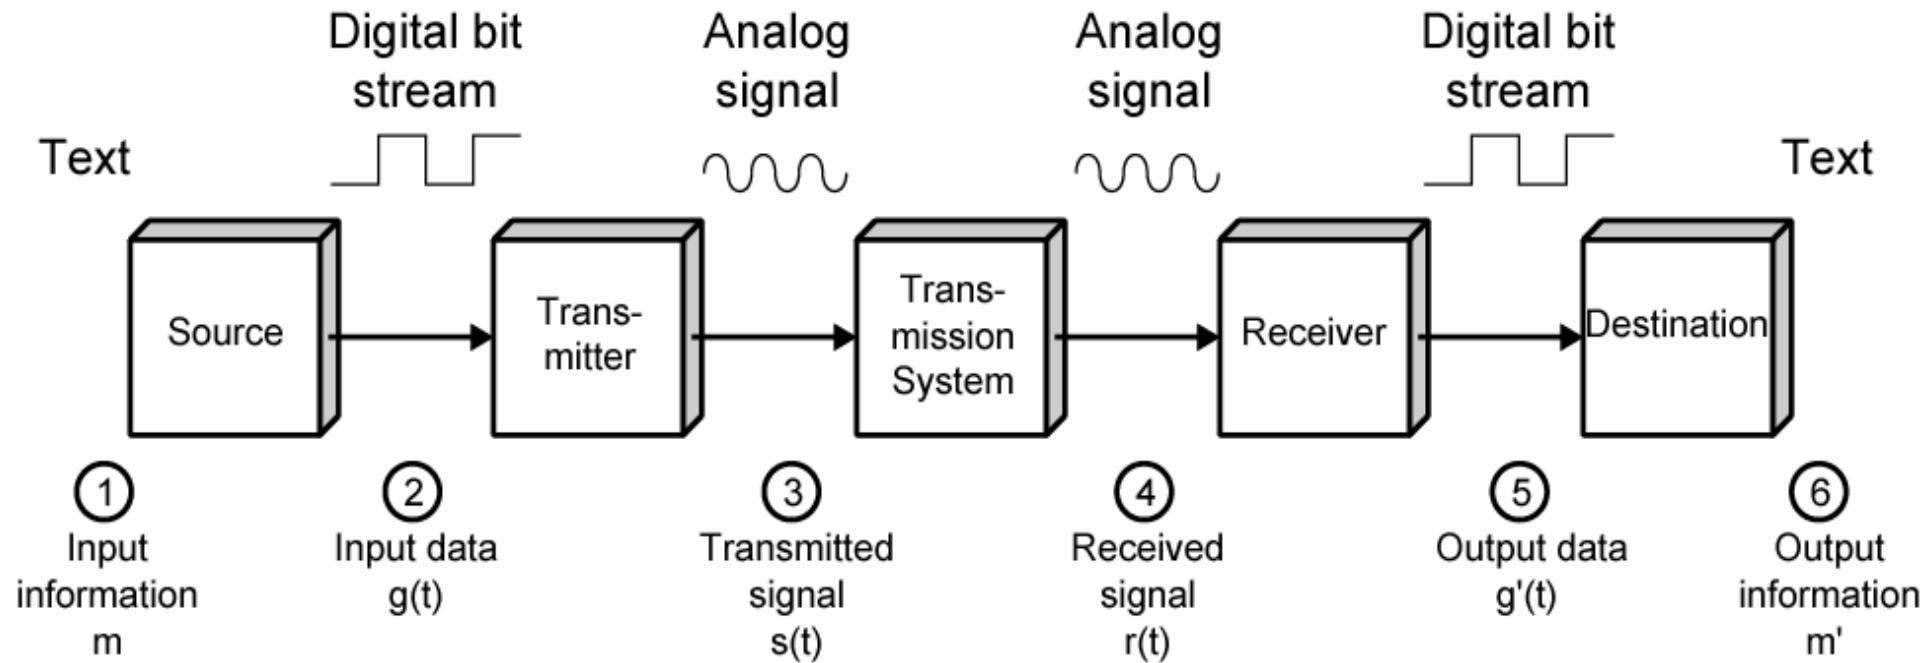 Digital bit
stream
Analog
signal
Analog
signal
Digital bit
stream
Text
Text
Source
Trans-
mitter
Trans-
mission
System
Receiver
Destination
1
Input
information
m
2
Input data
g(t)
3
Transmitted
signal
s(t)
4
Received
signal
r(t)
5
Output data
g'(t)
6
Output
information
m'